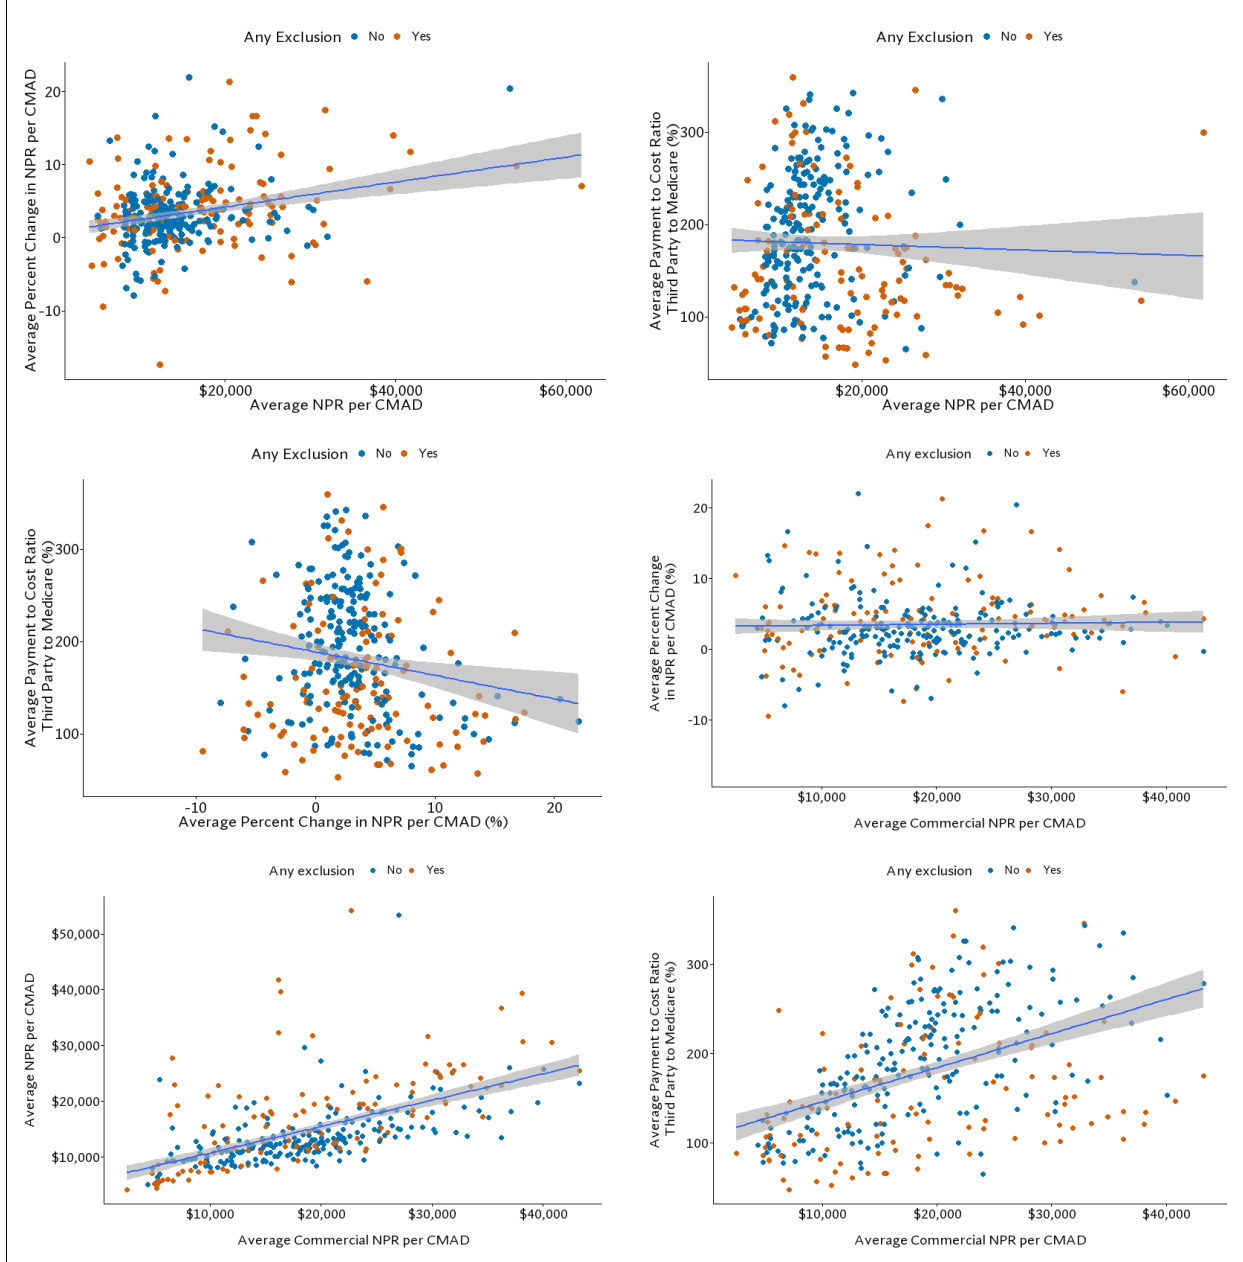 Any Exclusion No Yes
Average Percent Change in NPR per CMAD
20
10
0
-10
$20,000 $40,000 $60,000
Average NPR per CMAD
Any Exclusion No Yes
Average Payment to Cost Ratio
Third Party to Medicare (%)
300
200
100
$20,000 $40,000 $60,000
Average NPR per CMAD
Any Exclusion No Yes
Average Payment to Cost Ratio
Third Party to Medicare (%)
300
200
100
-10 0 10 20
Average Percent Change in NPR per CMAD (%)
Any exclusion No Yes
Average Percent Change
in NPR per CMAD (%)
20
10
0
-10
$10,000 $20,000 $30,000 $40,000
Average Commercial NPR per CMAD
Any exclusion No Yes
Average NPR per CMAD
$50,000
$40,000
$30,000
$20,000
$10,000
$10,000 $20,000 $30,000 $40,000
Average Commercial NPR per CMAD
Any exclusion No Yes
Average Payment to Cost Ratio
Third Party to Medicare (%)
300
200
100
$10,000 $20,000 $30,000 $40,000
Average Commercial NPR per CMAD